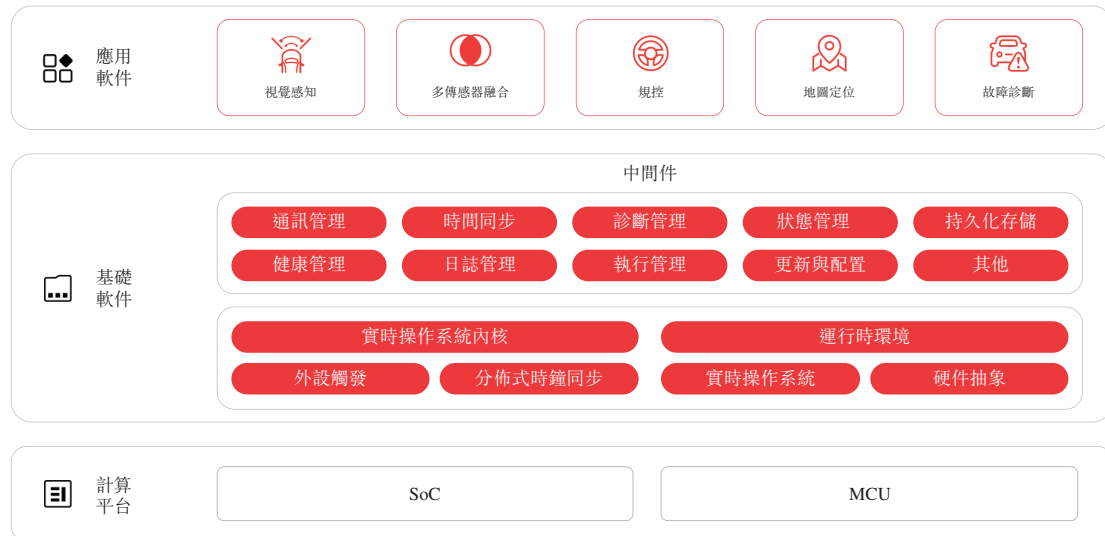 應用
軟件
視覺感知
多傳感器融合
規控
地圖定位
故障診斷
基礎
軟件
中間件
通訊管理
時間同步
診斷管理
狀態管理
持久化存儲
健康管理
日誌管理
執行管理
更新與配置
其他
實時操作系統內核
運行時環境
外設觸發
分佈式時鐘同步
實時操作系統
硬件抽象
計算
平台
SoC
MCU